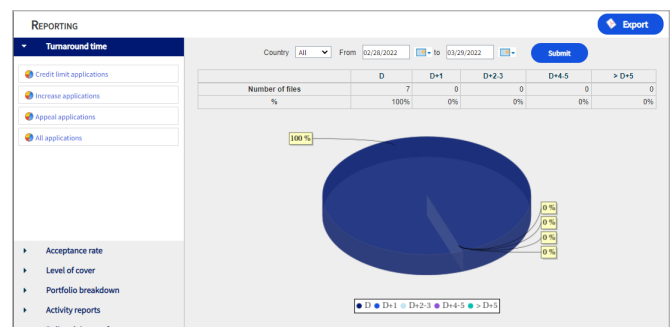 REPORTING
Export
Turnaround time
Country All From 02/28/2022 to 03/29/2022 Submit
Credit limit applications
Increase applications
Appeal applications
All applications
D D+1 D+2-3 D+4-5 > D+5
Number of files 7 0 0 0 0
% 100% 0% 0% 0% 0%
100 %
0 %
0 %
0 %
0 %
Acceptance rate
Level of cover
Portfolio breakdown
Activity reports
D D+1 D+2-3 D+4-5 > D+5